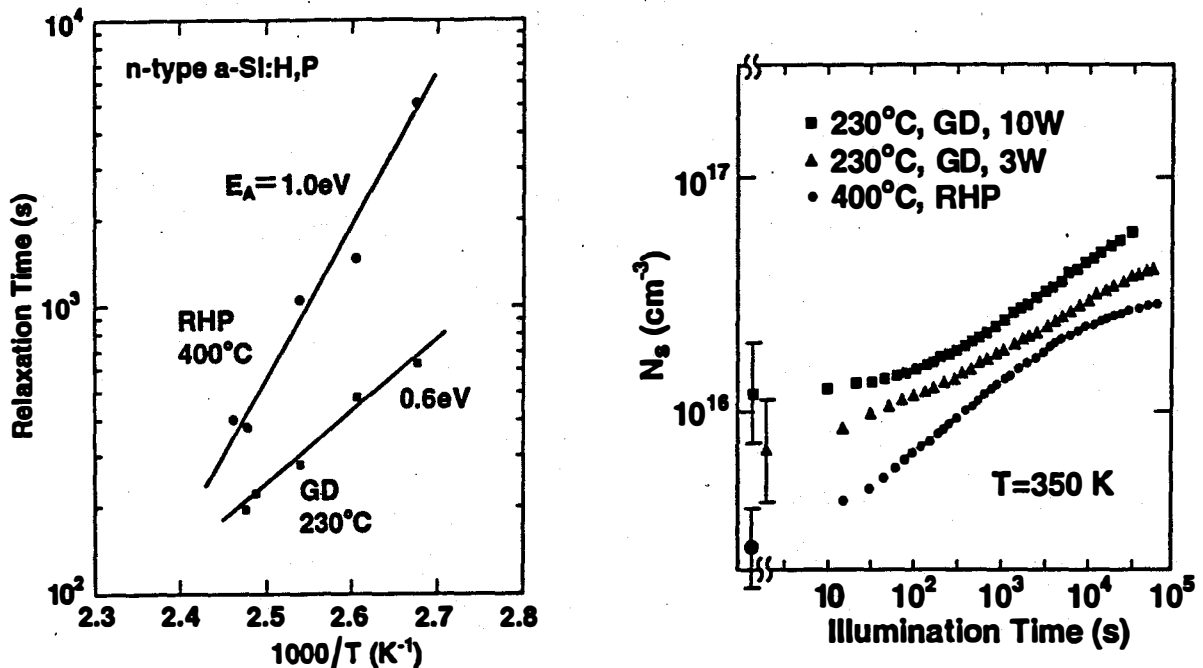 10⁴
n-type a-Si:H,P
Eₐ= 1.0eV
Relaxation Time (s)
10³
RHP
400°C
0.6eV
GD
230°C
10²
2.3 2.4 2.5 2.6 2.7 2.8
1000/T (K⁻¹)
■ 230°C, GD, 10W
▲ 230°C, GD, 3W
● 400°C, RHP
10¹⁷
Nₛ (cm⁻³)
10¹⁶
T=350 K
10 10² 10³ 10⁴ 10⁵
Illumination Time (s)